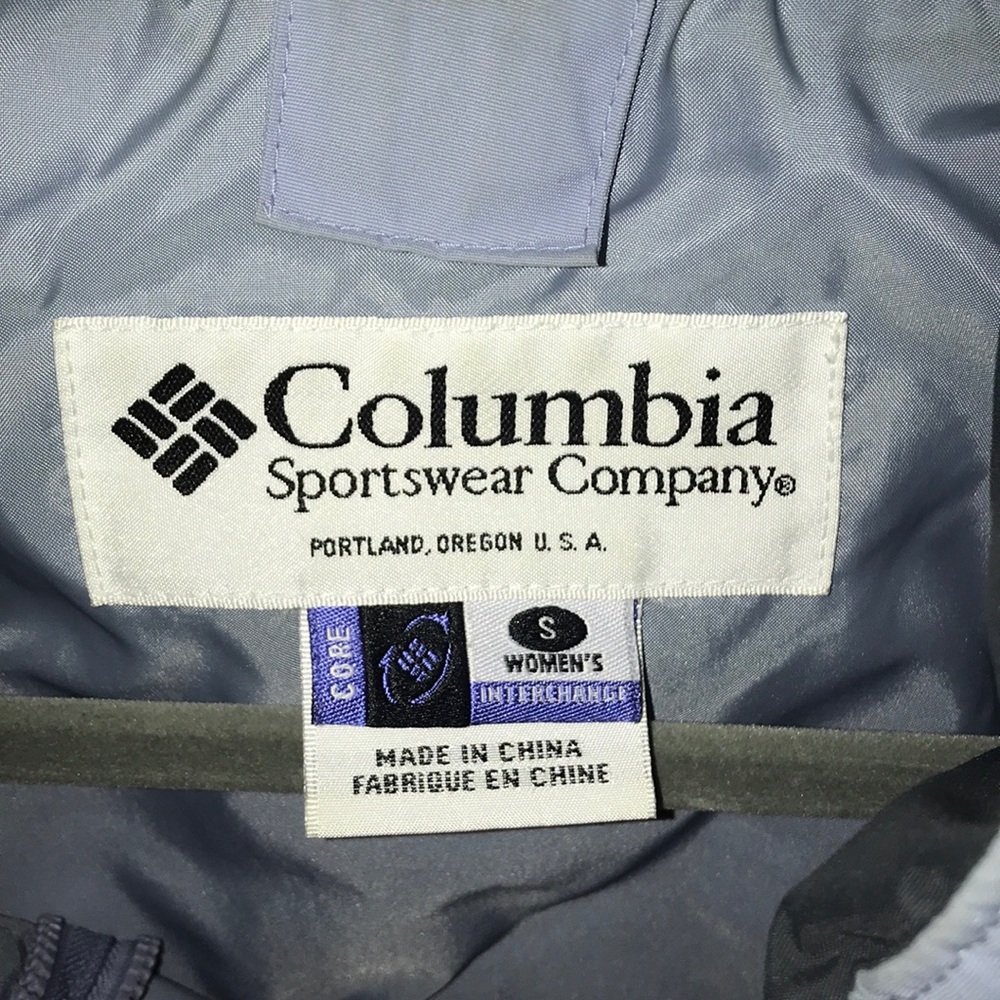 Columbia
Sportswear Company®
PORTLAND, OREGON U. S. A.
CORE
S
WOMEN'S
INTERCHANGE
MADE IN CHINA
FABRIQUE EN CHINE